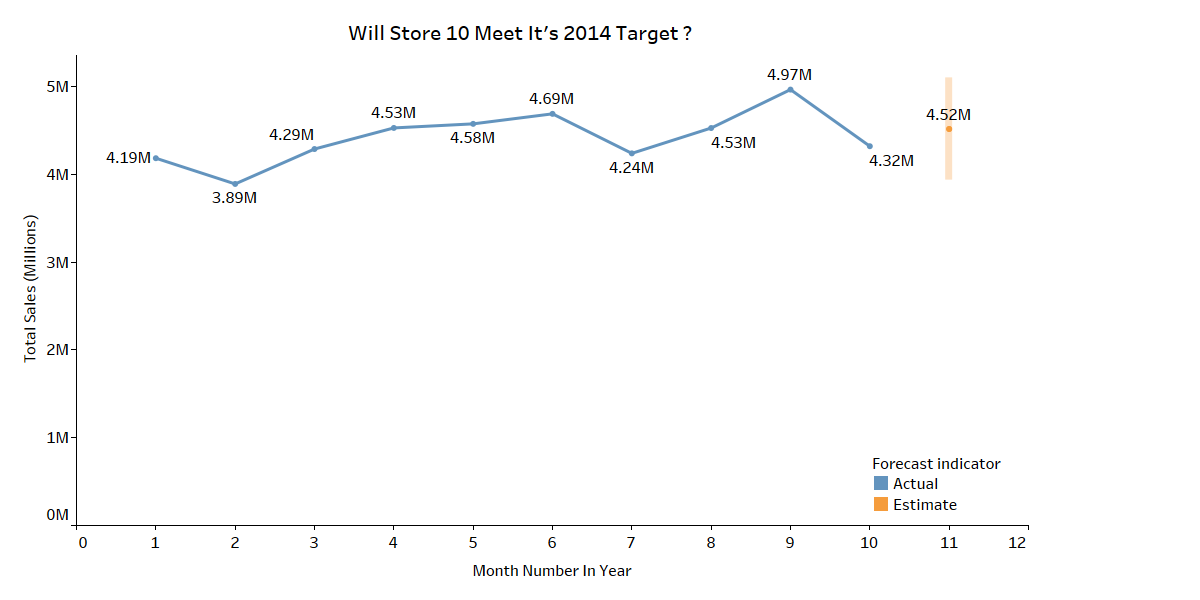 Will Store 10 Meet It's 2014 Target ?
Total Sales (Millions)
5M
4M
3M
2M
1M
0M
4.19M
3.89M
4.29M
4.53M
4.58M
4.69M
4.24M
4.53M
4.97M
4.32M
4.52M
Forecast indicator
Actual
Estimate
0 1 2 3 4 5 6 7 8 9 10 11 12
Month Number In Year